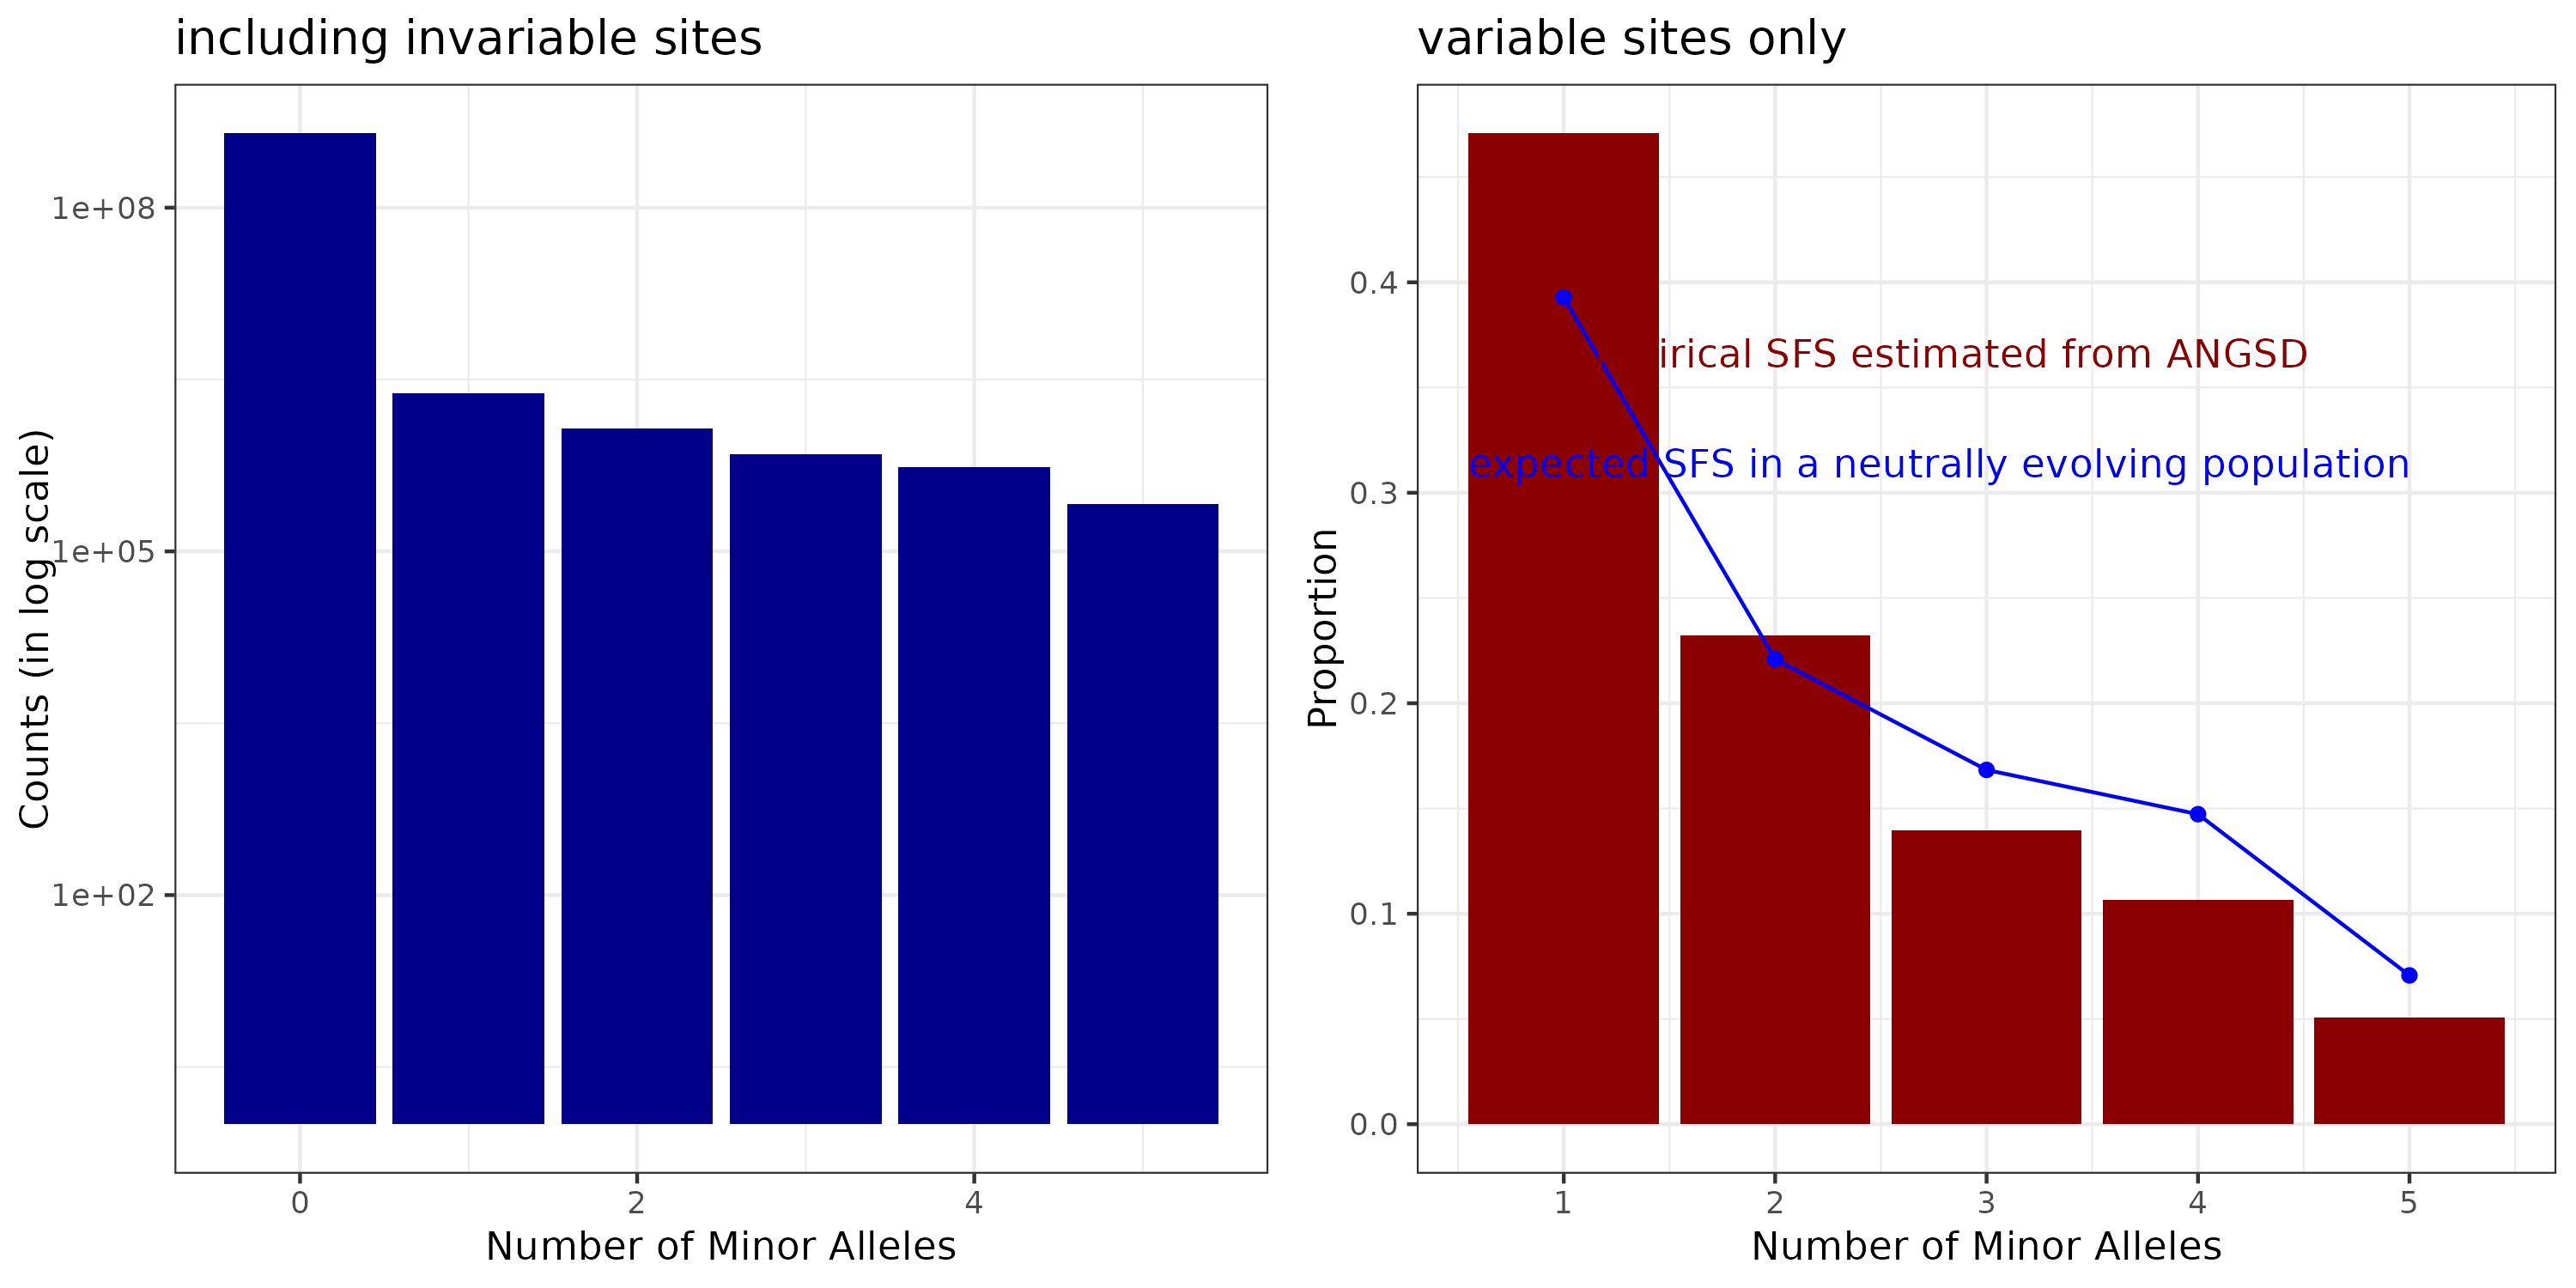 including invariable sites
Counts (in log scale)
1e+08
1e+05
1e+02
0 2 4
Number of Minor Alleles
variable sites only
Proportion
0.4
0.3
0.2
0.1
0.0
irical SFS estimated from ANGSD
expected SFS in a neutrally evolving population
1 2 3 4 5
Number of Minor Alleles